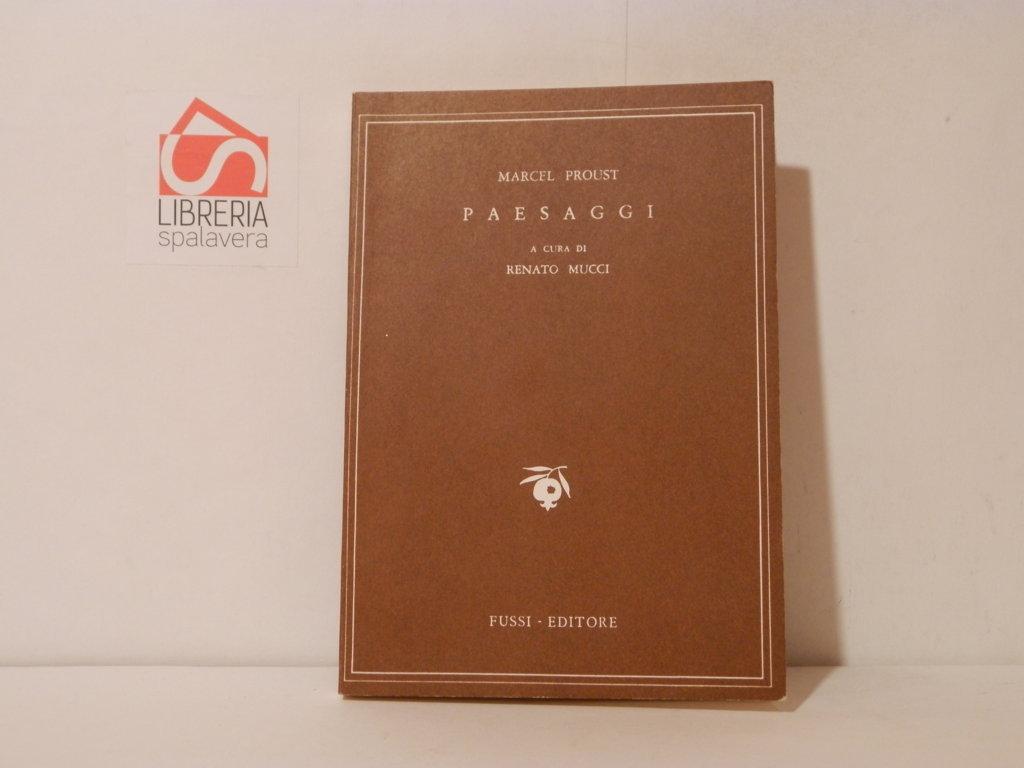 LIBRERIA
spalavera
MARCEL PROUST
PAESAGGI
A CURA DI
RENATO MUCCI
FUSSI - EDITORE